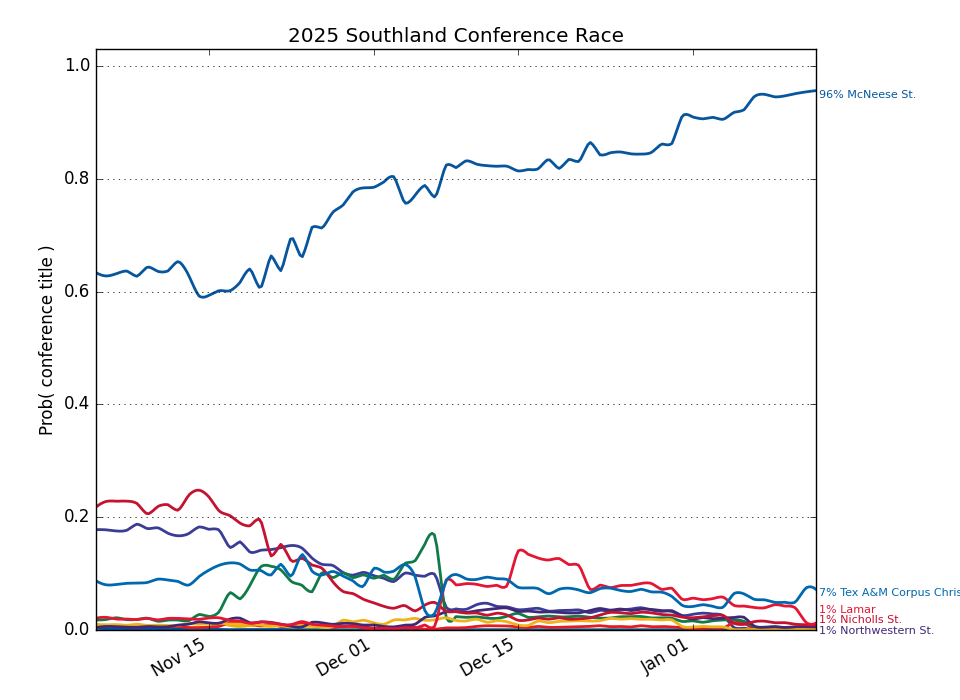 2025 Southland Conference Race
1.0
0.8
0.6
0.4
0.2
0.0
Prob( conference title )
Nov 15
Dec 01
Dec 15
Jan 01
96% McNeese St.
7% Tex A&M Corpus Chris
1% Lamar
1% Nicholls St.
1% Northwestern St.